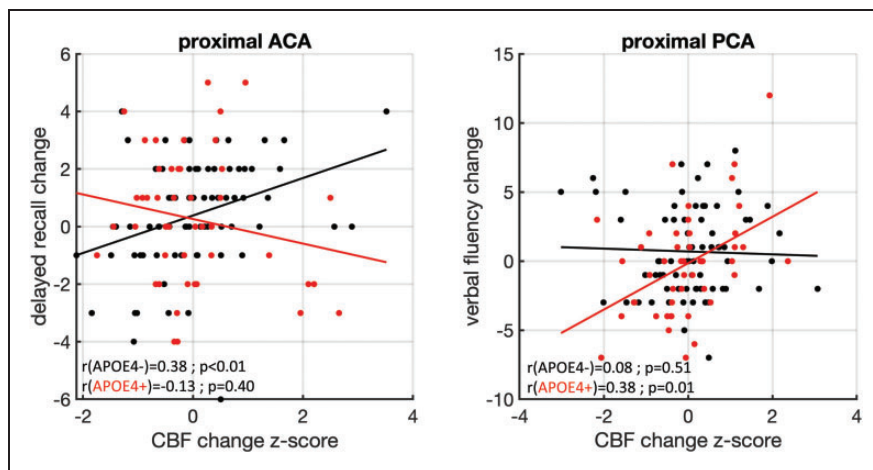 proximal ACA
6
4
2
0
-2
-4
-6
-2
0
2
4
delayed recall change
CBF change z-score
r(APOE4-)=0.38 ; p<0.01
r(APOE4+)=-0.13 ; p=0.40
proximal PCA
15
10
5
0
-5
-10
-4
-2
0
2
4
verbal fluency change
CBF change z-score
r(APOE4-)=0.08 ; p=0.51
r(APOE4+)=0.38 ; p=0.01